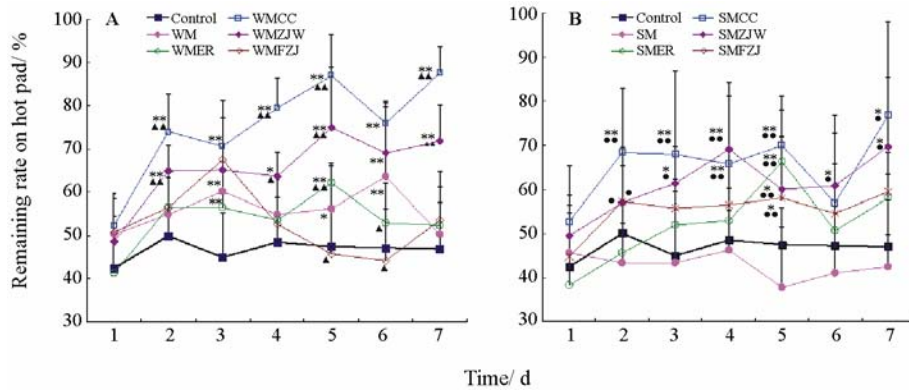 A
Control
WMCC
WM
WMZJW
WMER
WMFZJ
B
Control
SMCC
SM
SMZJW
SMER
SMFZJ
Remaining rate on hot pad/ %
100
90
80
70
60
50
40
30
1 2 3 4 5 6 7
100
90
80
70
60
50
40
30
1 2 3 4 5 6 7
Time/ d